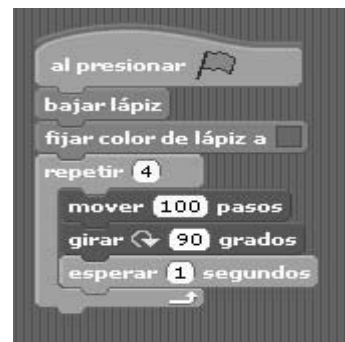 al presionar
bajar lápiz
fijar color de lápiz a
repetir 4
mover 100 pasos
girar 90 grados
esperar 1 segundos